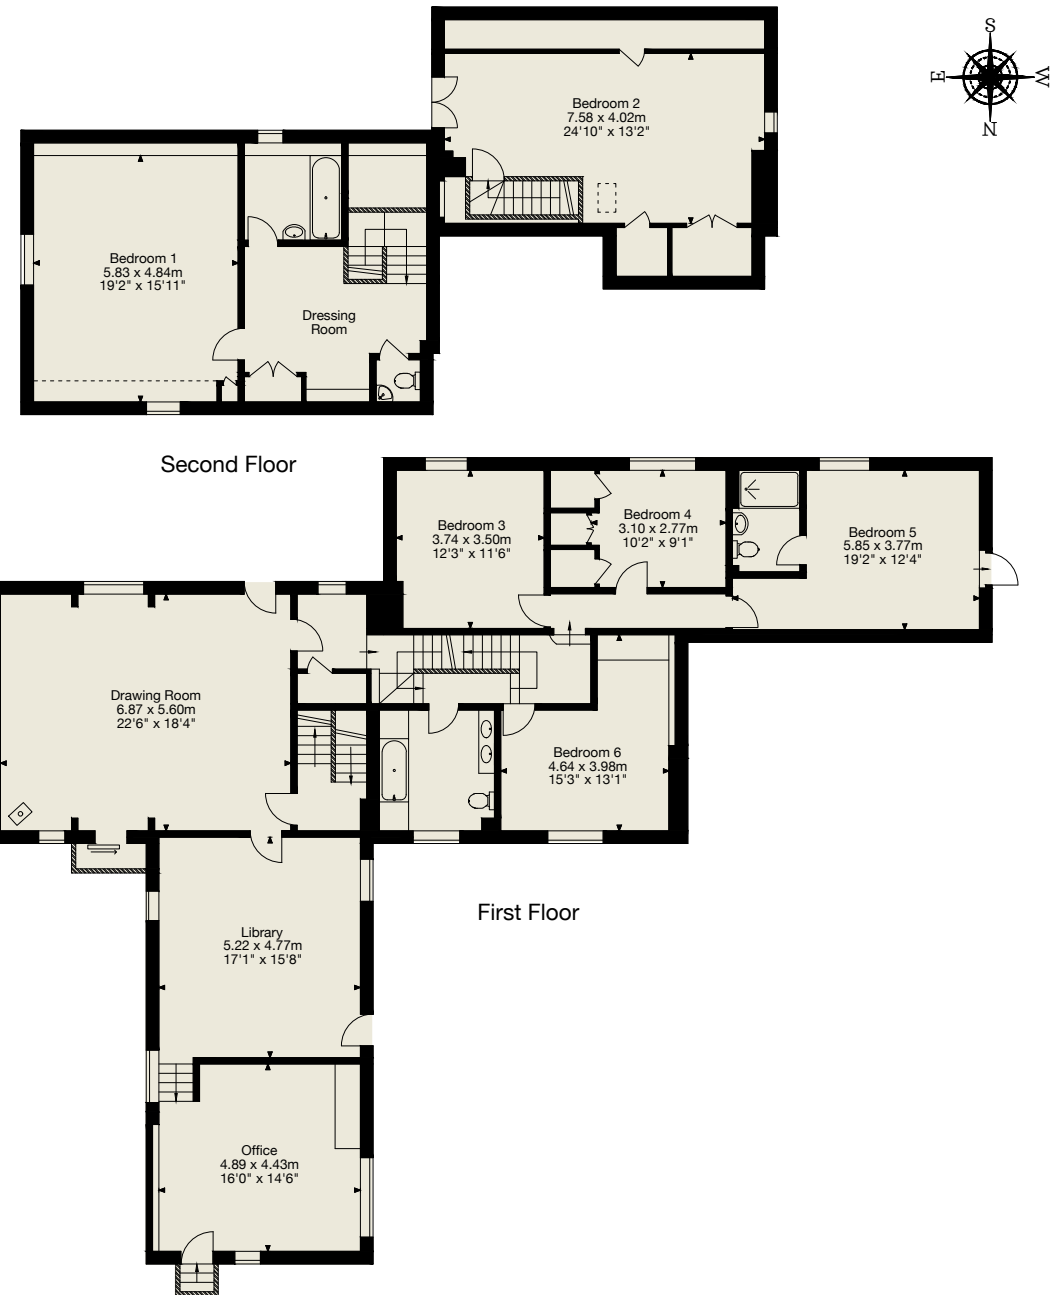 S
E
W
N
Bedroom 2
7.58 x 4.02m
24'10" x 13'2"
Bedroom 1
5.83 x 4.84m
19'2" x 15'11"
Dressing
Room
Second Floor
Bedroom 3
3.74 x 3.50m
12'3" x 11'6"
Bedroom 4
3.10 x 2.77m
10'2" x 9'1"
Bedroom 5
5.85 x 3.77m
19'2" x 12'4"
Drawing Room
6.87 x 5.60m
22'6" x 18'4"
Bedroom 6
4.64 x 3.98m
15'3" x 13'1"
First Floor
Library
5.22 x 4.77m
17'1" x 15'8"
Office
4.89 x 4.43m
16'0" x 14'6"